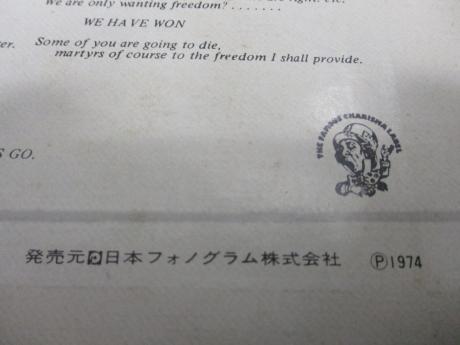 We are only wanting freedom? . . . . . . .
WE HAVE WON
Some of you are going to die,
martyrs of course to the freedom I shall provide.
GO.
THE FAMOUS CHARISMA LABEL
発売元 日本フォノグラム株式会社 Ⓟ1974